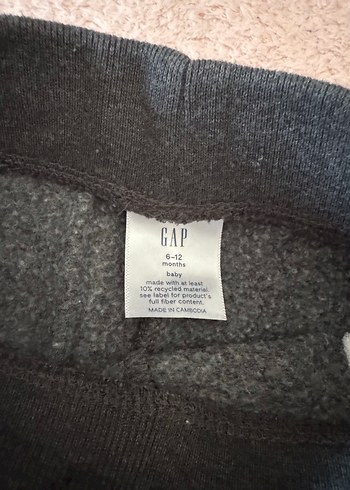 GAP
6–12
months
baby
made with at least
10% recycled material.
see label for product's
full fiber content.
MADE IN CAMBODIA